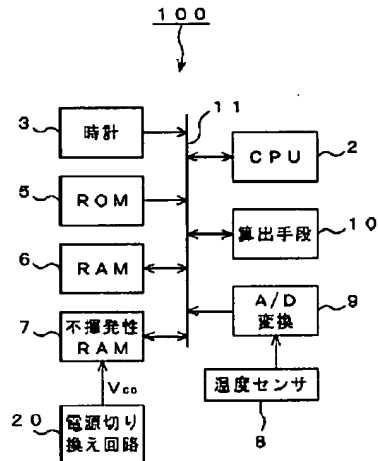 100
11
3
時計
CPU
2
5
ROM
算出手段
10
6
RAM
A/D
変換
9
7
不揮発性
RAM
Vcc
温度センサ
8
20
電源切り
換え回路